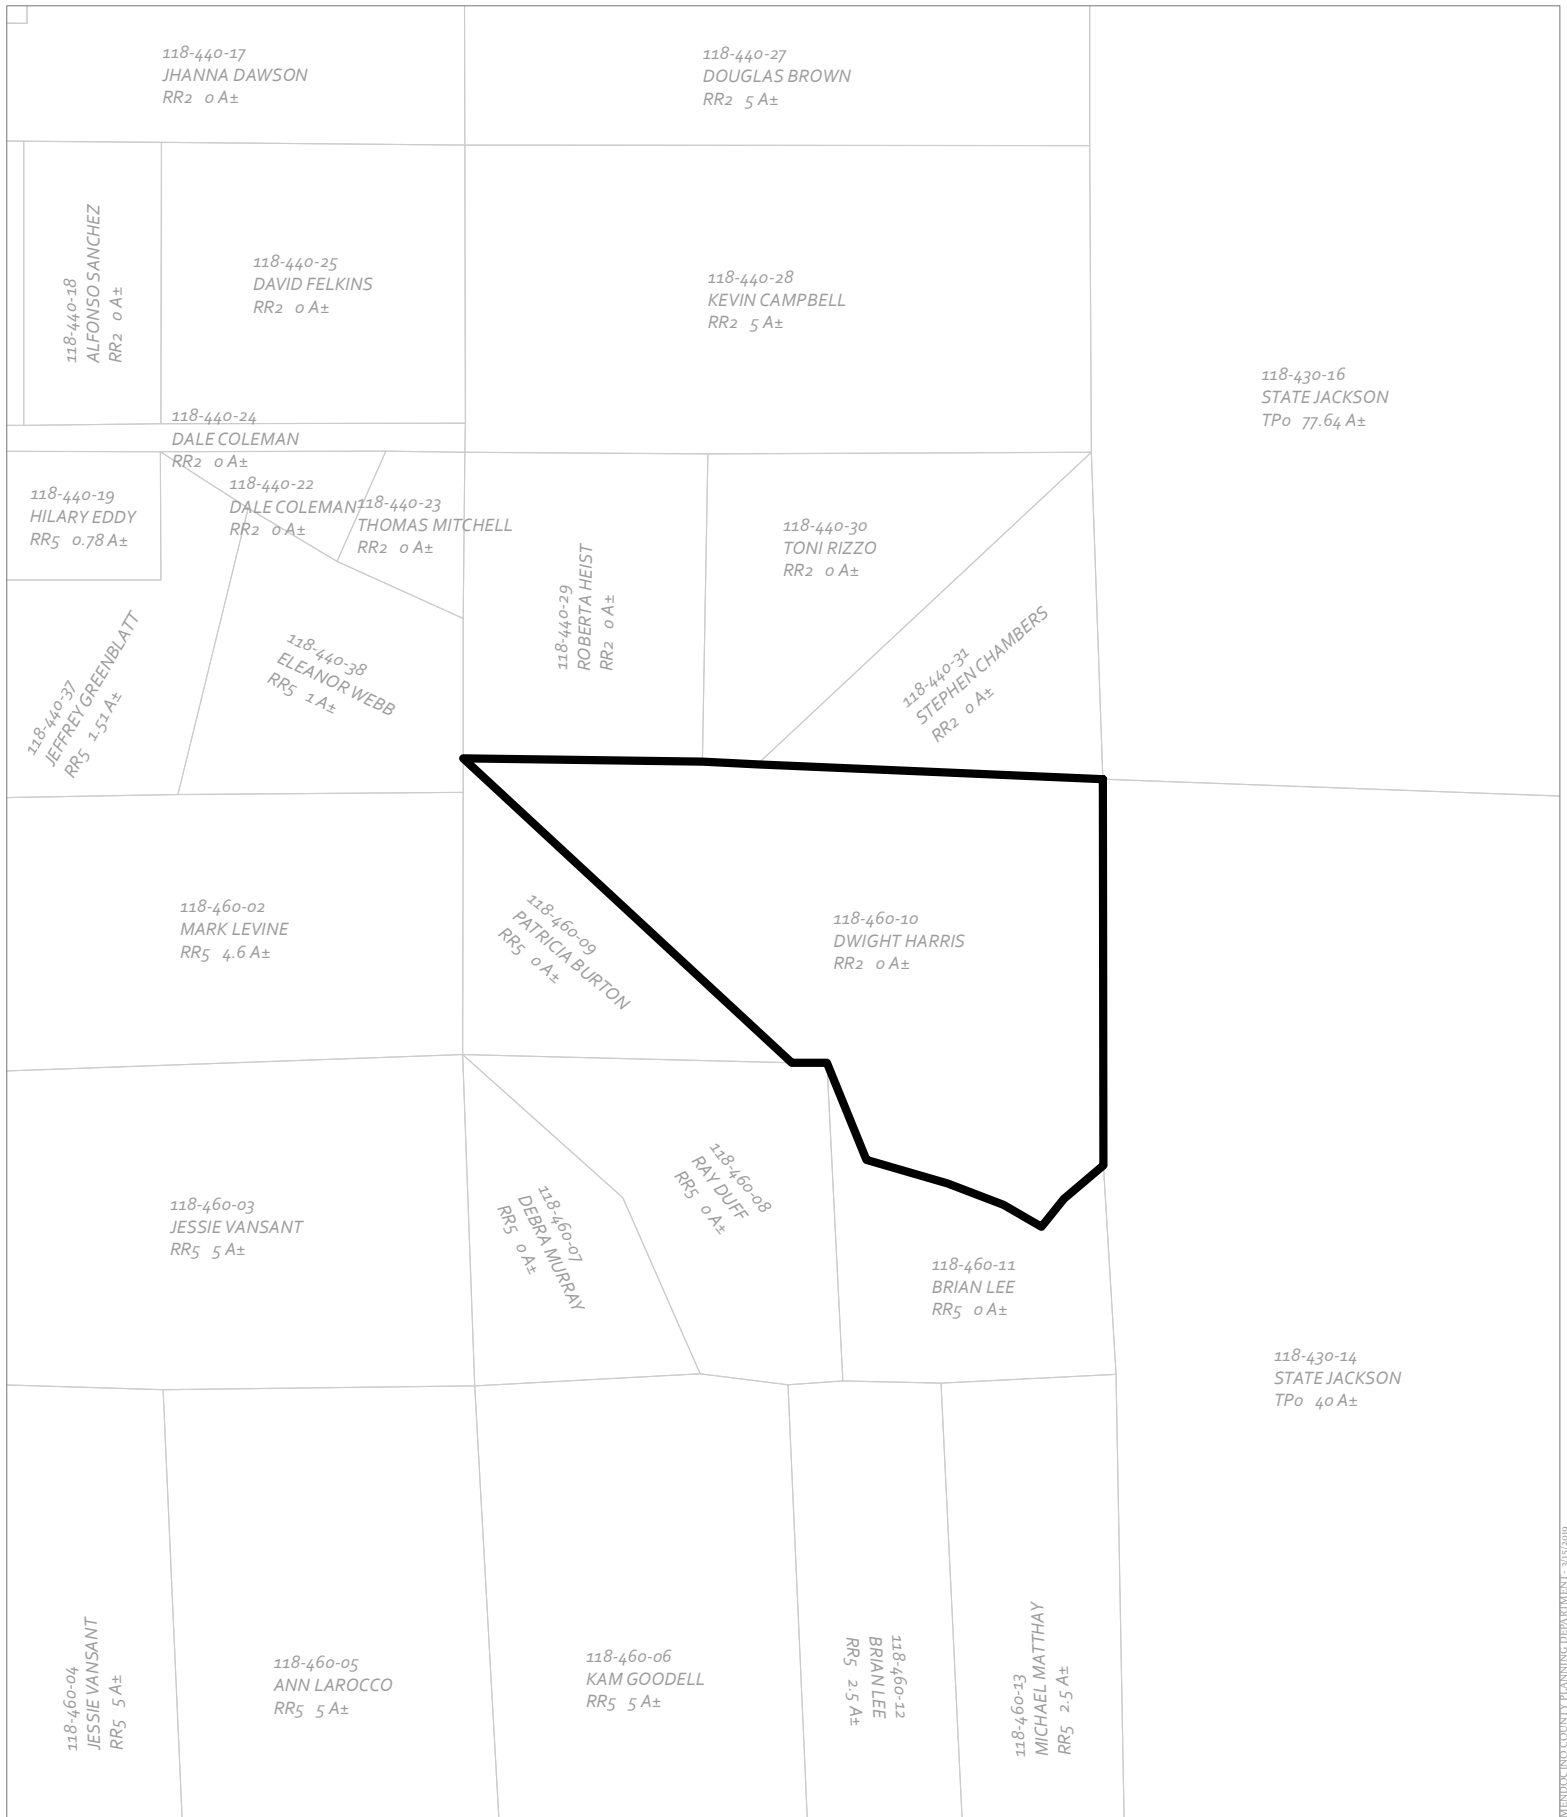 118-440-17
JHANNA DAWSON
RR2 0 A±
118-440-27
DOUGLAS BROWN
RR2 5 A±
118-440-18
ALFONSO SANCHEZ
RR2 0 A±
118-440-25
DAVID FELKINS
RR2 0 A±
118-440-28
KEVIN CAMPBELL
RR2 5 A±
118-430-16
STATE JACKSON
TP0 77.64 A±
118-440-24
DALE COLEMAN
RR2 0 A±
118-440-19
HILARY EDDY
RR5 0.78 A±
118-440-22
DALE COLEMAN
RR2 0 A±
118-440-23
THOMAS MITCHELL
RR2 0 A±
118-440-29
ROBERTA HEIST
RR2 0 A±
118-440-30
TONI RIZZO
RR2 0 A±
118-440-31
STEPHEN CHAMBERS
RR2 0 A±
118-440-37
JEFFREY GREENBLATT
RR5 1.51 A±
118-440-38
ELEANOR WEBB
RR5 1 A±
118-460-02
MARK LEVINE
RR5 4.6 A±
118-460-09
PATRICIA BURTON
RR5 0 A±
118-460-10
DWIGHT HARRIS
RR2 0 A±
118-460-03
JESSIE VANSANT
RR5 5 A±
118-460-07
DEBRA MURRAY
RR5 0 A±
118-460-08
RAY DUFF
RR5 0 A±
118-460-11
BRIAN LEE
RR5 0 A±
118-430-14
STATE JACKSON
TP0 40 A±
118-460-04
JESSIE VANSANT
RR5 5 A±
118-460-05
ANN LAROCCO
RR5 5 A±
118-460-06
KAM GOODELL
RR5 5 A±
118-460-12
BRIAN LEE
RR5 2.5 A±
118-460-13
MICHAEL MATTHAY
RR5 2.5 A±
MENDOCINO COUNTY PLANNING DEPARTMENT -